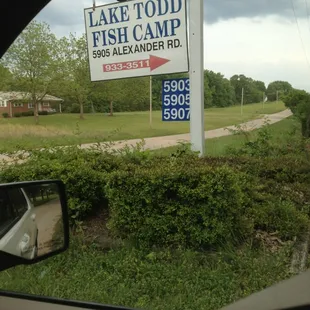 LAKE TODD
FISH CAMP
5905 ALEXANDER RD.
933-3511
5903
5905
5907